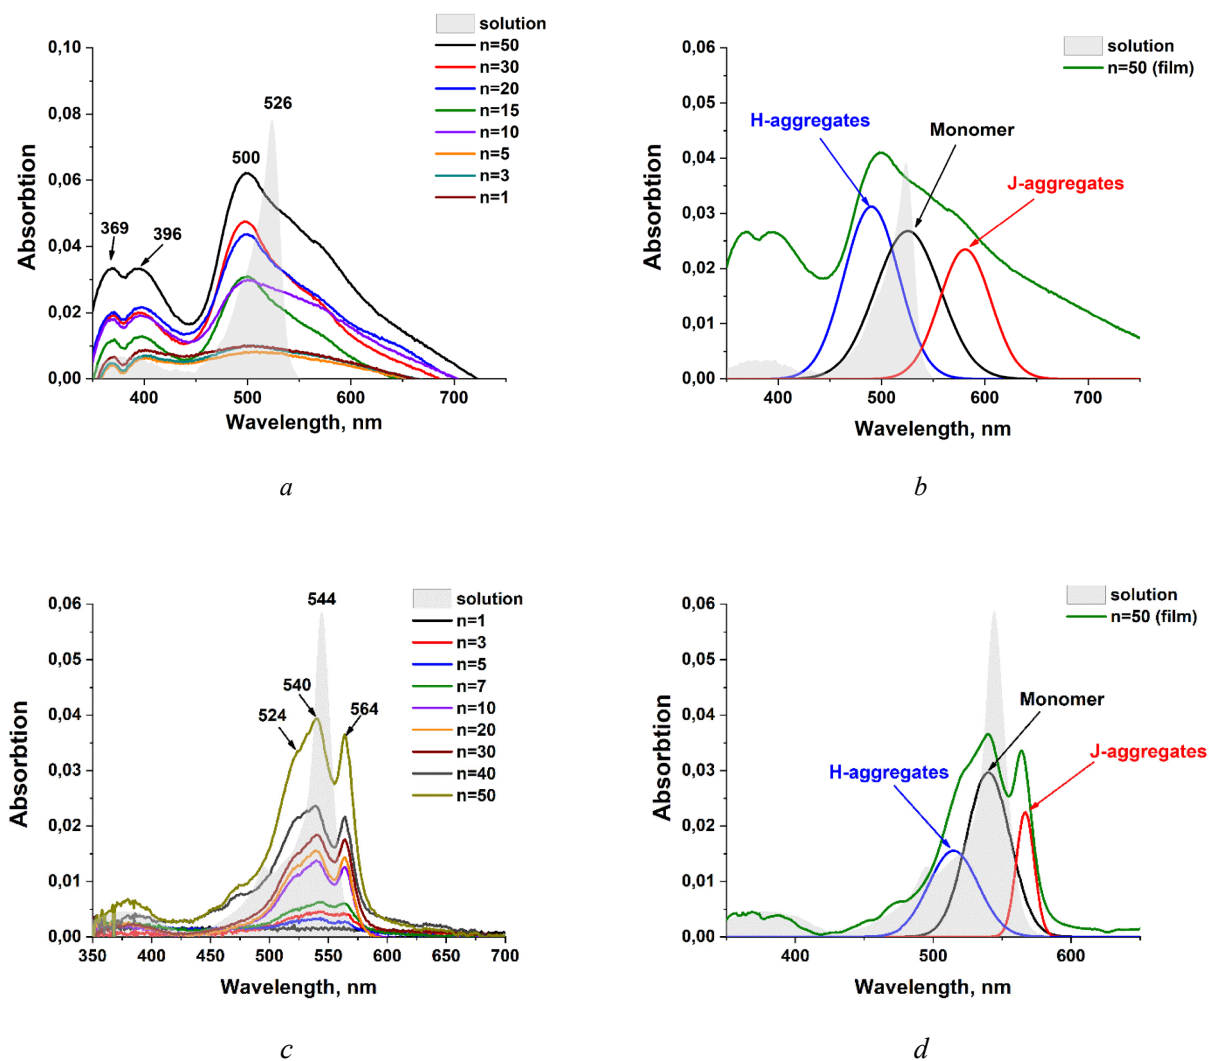 solution
n=50
n=30
n=20
n=15
n=10
n=5
n=3
n=1
0,10
0,08
0,06
0,04
0,02
0,00
Absorbtion
369
396
500
526
400
500
600
700
Wavelength, nm
a
solution
n=50 (film)
0,06
0,05
0,04
0,03
0,02
0,01
0,00
Absorbtion
H-aggregates
Monomer
J-aggregates
400
500
600
700
Wavelength, nm
b
solution
n=1
n=3
n=5
n=7
n=10
n=20
n=30
n=40
n=50
0,06
0,05
0,04
0,03
0,02
0,01
0,00
Absorbtion
544
540
524
564
350
400
450
500
550
600
650
700
Wavelength, nm
c
solution
n=50 (film)
0,06
0,05
0,04
0,03
0,02
0,01
0,00
Absorbtion
Monomer
H-aggregates
J-aggregates
400
500
600
Wavelength, nm
d